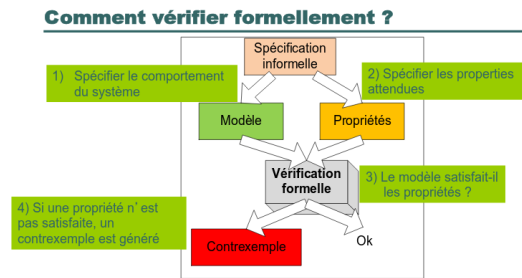 Comment vérifier formellement ?
Spécification
informelle
1) Spécifier le comportement
du système
2) Spécifier les properties
attendues
Modèle
Propriétés
Vérification
formelle
3) Le modèle satisfait-il
les propriétés ?
4) Si une propriété n' est
pas satisfaite, un
contrexemple est généré
Contrexemple
Ok